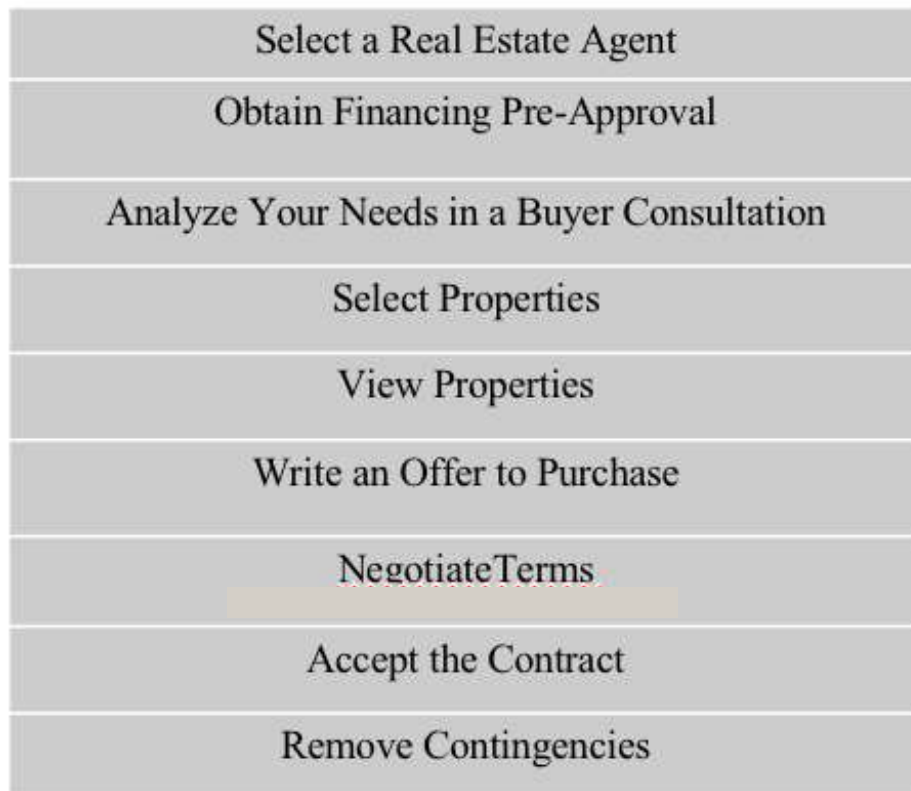 Select a Real Estate Agent
Obtain Financing Pre-Approval
Analyze Your Needs in a Buyer Consultation
Select Properties
View Properties
Write an Offer to Purchase
NegotiateTerms
Accept the Contract
Remove Contingencies